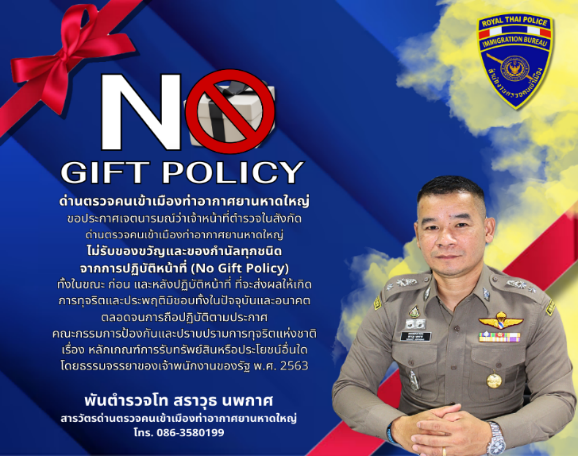 ROYAL THAI POLICE
IMMIGRATION BUREAU
สำนักงานตรวจคนเข้าเมือง
NO
GIFT POLICY
ด่านตรวจคนเข้าเมืองท่าอากาศยานหาดใหญ่
ขอประกาศเจตนารมณ์ว่าเจ้าหน้าที่ตำรวจในสังกัด
ด่านตรวจคนเข้าเมืองท่าอากาศยานหาดใหญ่
ไม่รับของขวัญและของกำนัลทุกชนิด
จากการปฏิบัติหน้าที่ (No Gift Policy)
ทั้งในขณะ ก่อน และหลังปฏิบัติหน้าที่ ที่จะส่งผลให้เกิด
การทุจริตและประพฤติมิชอบทั้งในปัจจุบันและอนาคต
ตลอดจนการถือปฏิบัติตามประกาศ
คณะกรรมการป้องกันและปราบปรามการทุจริตแห่งชาติ
เรื่อง หลักเกณฑ์การรับทรัพย์สินหรือประโยชน์อื่นใด
โดยธรรมจรรยาของเจ้าพนักงานของรัฐ พ.ศ. 2563
พันตำรวจโท สราวุธ นพกาศ
สารวัตรด่านตรวจคนเข้าเมืองท่าอากาศยานหาดใหญ่
โทร. 086-3580199